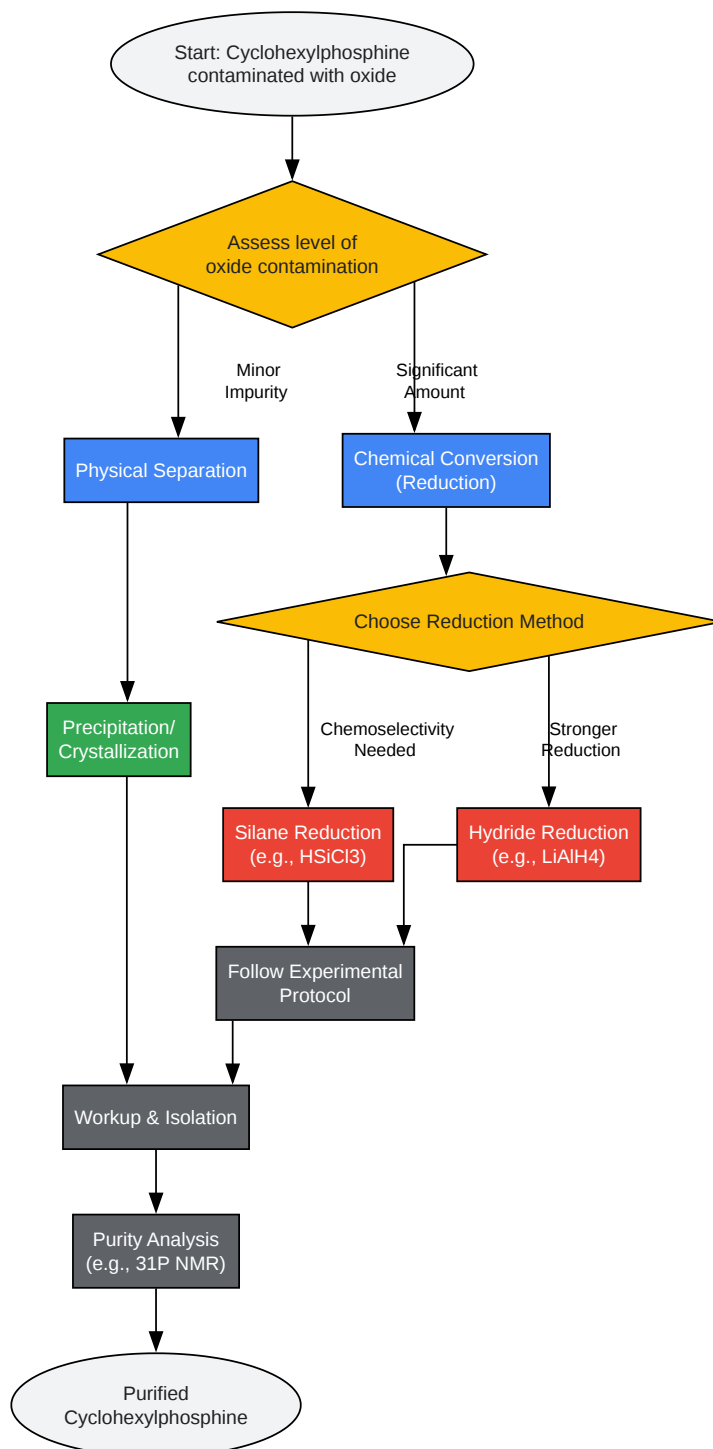 Start: Cyclohexylphosphine
contaminated with oxide
Assess level of
oxide contamination
Minor
Impurity
Significant
Amount
Physical Separation
Chemical Conversion
(Reduction)
Choose Reduction Method
Precipitation/
Crystallization
Chemoselectivity
Needed
Stronger
Reduction
Silane Reduction
(e.g., HSiCl3)
Hydride Reduction
(e.g., LiAlH4)
Follow Experimental
Protocol
Workup & Isolation
Purity Analysis
(e.g., 31P NMR)
Purified
Cyclohexylphosphine